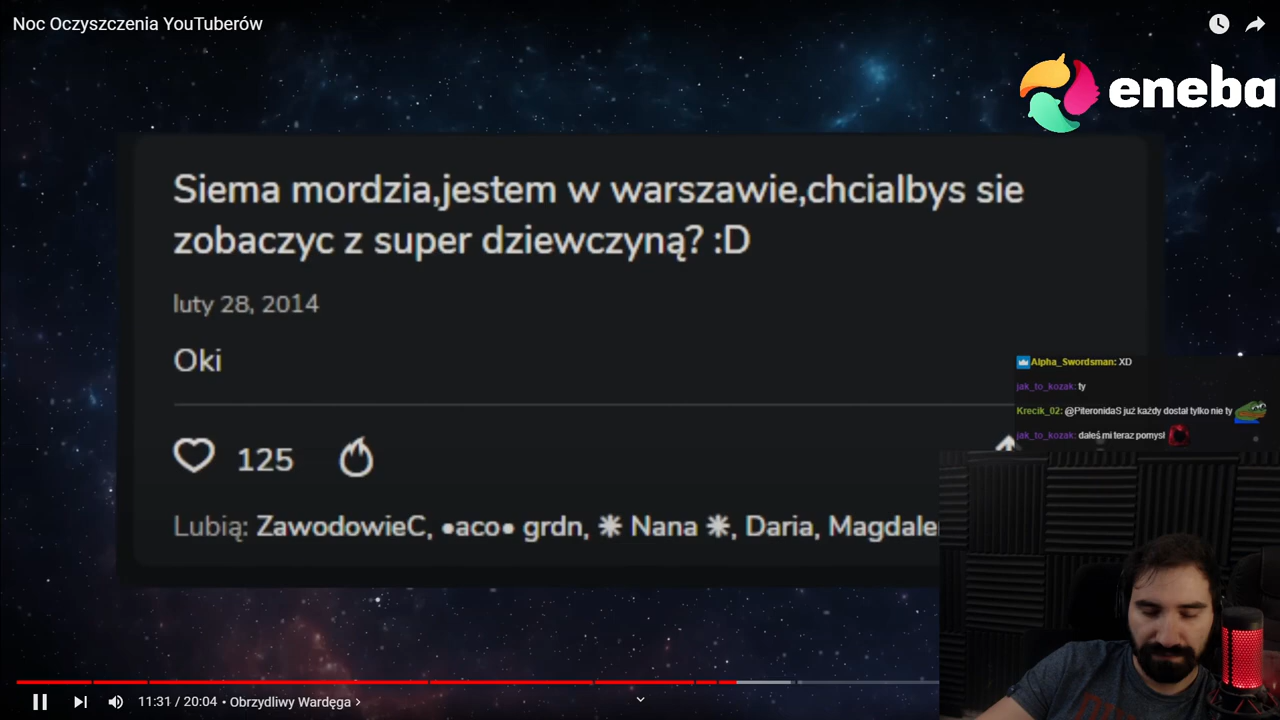 Noc Oczyszczenia YouTuberów
eneba
Siema mordzia,jestem w warszawie,chcialbys sie
zobaczyc z super dziewczyną? :D
luty 28, 2014
Oki
125
Lubią: ZawodowieC, •aco• grdn, ✵ Nana ✵, Daria, Magdale
Alpha_Swordsman: XD
jak_to_kozak: ty
Krecik_02: @PiteronidaS już każdy dostał tylko nie ty
jak_to_kozak: dałeś mi teraz pomysl
11:31 / 20:04 • Obrzydliwy Wardęga >